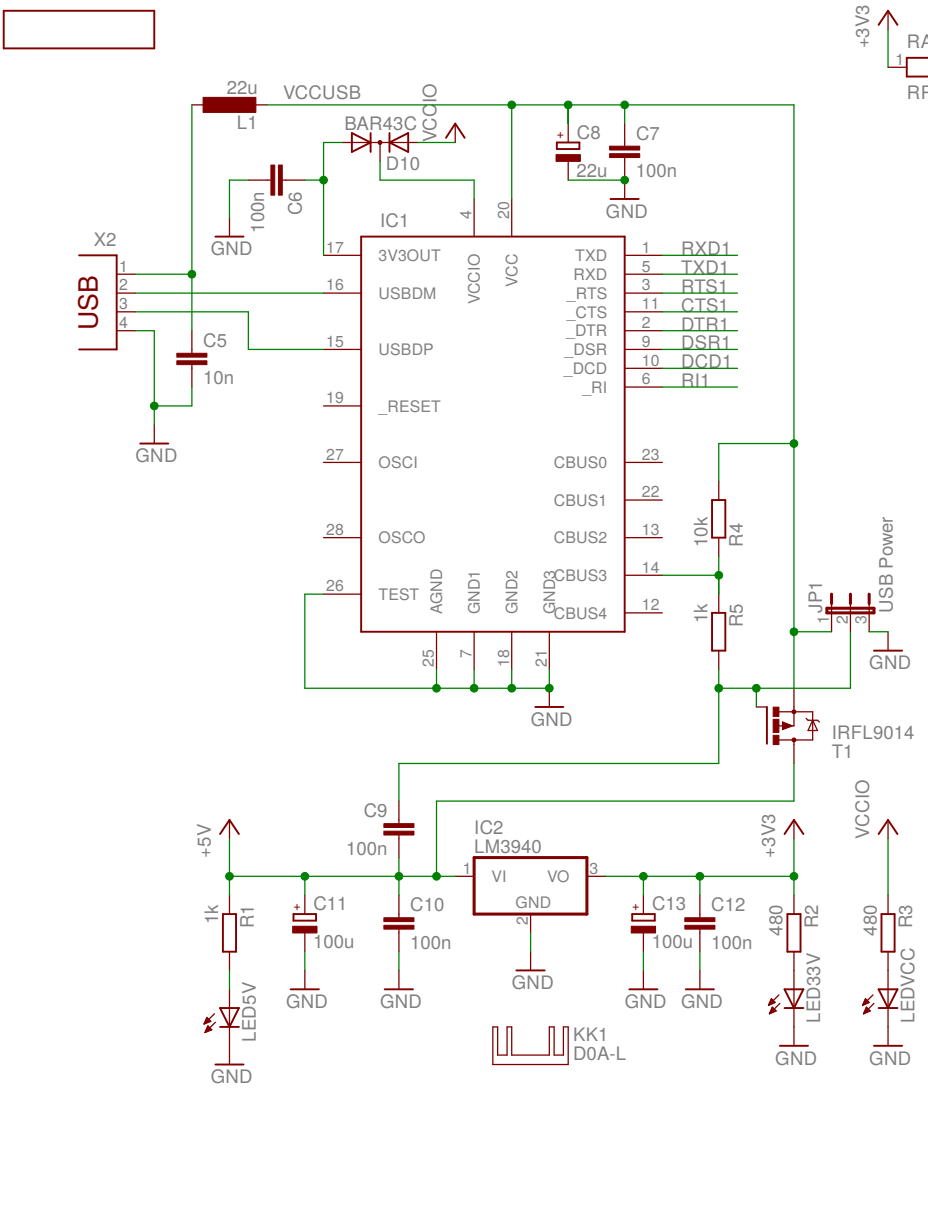 +3V3
1
22u
L1
VCCUSB
BAR43C
D10
VCCIO
+
C8
22u
C7
100n
GND
100n
C6
GND
X2
USB
1
2
3
4
C5
10n
GND
IC1
4
20
VCCIO
VCC
17
3V3OUT
16
USBDM
15
USBDP
19
_RESET
27
OSCI
28
OSCO
26
TEST
TXD
1
RXD1
RXD
5
TXD1
_RTS
3
RTS1
_CTS
11
CTS1
_DTR
2
DTR1
_DSR
9
DSR1
_DCD
10
DCD1
_RI
6
RI1
CBUS0
23
CBUS1
22
CBUS2
13
CBUS3
14
CBUS4
12
AGND
GND1
GND2
GND3
25
7
18
21
GND
10k
R4
1k
R5
JP1
1
2
3
USB Power
GND
IRFL9014
T1
C9
100n
IC2
LM3940
1
VI
VO
3
GND
2
GND
+5V
1k
R1
LED5V
GND
+
C11
100u
GND
C10
100n
GND
+
C13
100u
GND
C12
100n
GND
+3V3
480
R2
LED33V
GND
VCCIO
480
R3
LEDVCC
GND
KK1
D0A-L